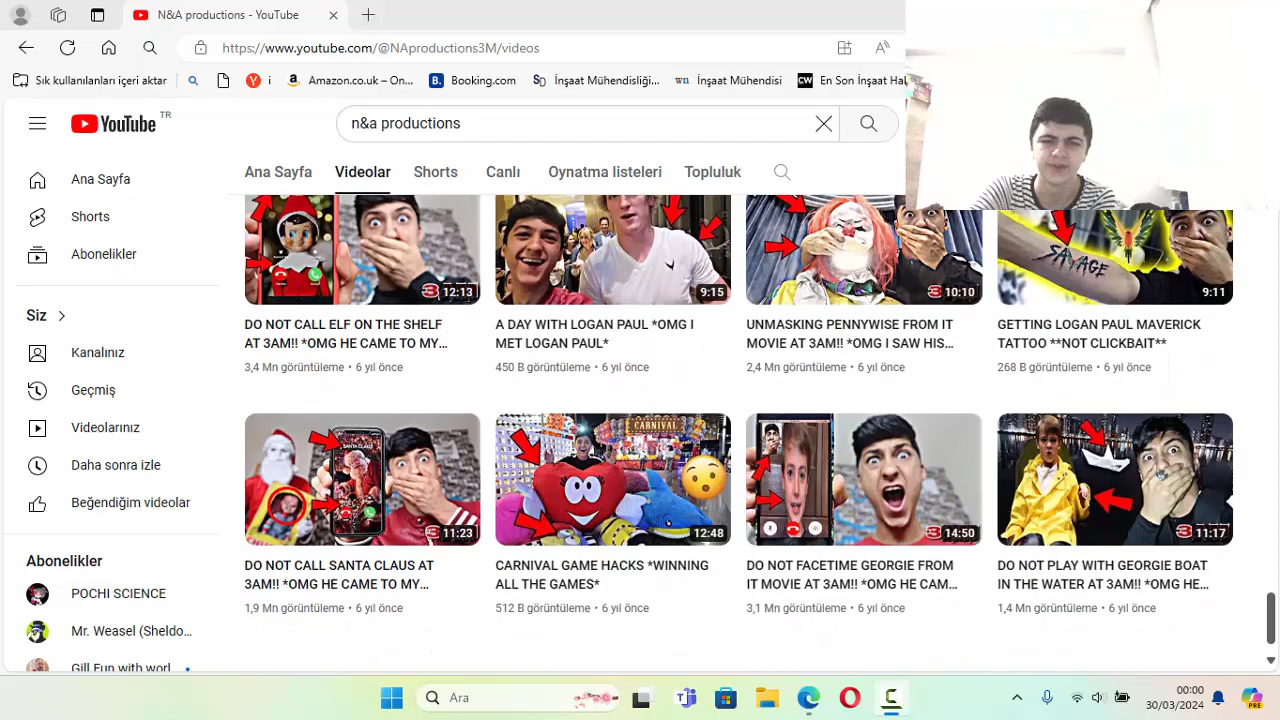 N&A productions - YouTube
https://www.youtube.com/@NAproductions3M/videos
Sık kullanılanları içeri aktar
i
Amazon.co.uk – On...
Booking.com
İnşaat Mühendisliği...
İnşaat Mühendisi
En Son İnşaat Hal
YouTube TR
n&a productions
Ana Sayfa
Videolar
Shorts
Canlı
Oynatma listeleri
Topluluk
Ana Sayfa
Shorts
Abonelikler
Siz
Kanalınız
Geçmiş
Videolarınız
Daha sonra izle
Beğendiğim videolar
Abonelikler
POCHI SCIENCE
Mr. Weasel (Sheldo...
Gill Fun with worl
12:13
DO NOT CALL ELF ON THE SHELF
AT 3AM!! *OMG HE CAME TO MY...
3,4 Mn görüntüleme • 6 yıl önce
9:15
A DAY WITH LOGAN PAUL *OMG I
MET LOGAN PAUL*
450 B görüntüleme • 6 yıl önce
10:10
UNMASKING PENNYWISE FROM IT
MOVIE AT 3AM!! *OMG I SAW HIS...
2,4 Mn görüntüleme • 6 yıl önce
SAVAGE
9:11
GETTING LOGAN PAUL MAVERICK
TATTOO **NOT CLICKBAIT**
268 B görüntüleme • 6 yıl önce
SANTA CLAUS
11:23
DO NOT CALL SANTA CLAUS AT
3AM!! *OMG HE CAME TO MY...
1,9 Mn görüntüleme • 6 yıl önce
CARNIVAL
12:48
CARNIVAL GAME HACKS *WINNING
ALL THE GAMES*
512 B görüntüleme • 6 yıl önce
14:50
DO NOT FACETIME GEORGIE FROM
IT MOVIE AT 3AM!! *OMG HE CAM...
3,1 Mn görüntüleme • 6 yıl önce
11:17
DO NOT PLAY WITH GEORGIE BOAT
IN THE WATER AT 3AM!! *OMG HE...
1,4 Mn görüntüleme • 6 yıl önce
Ara
00:00
30/03/2024
PRE